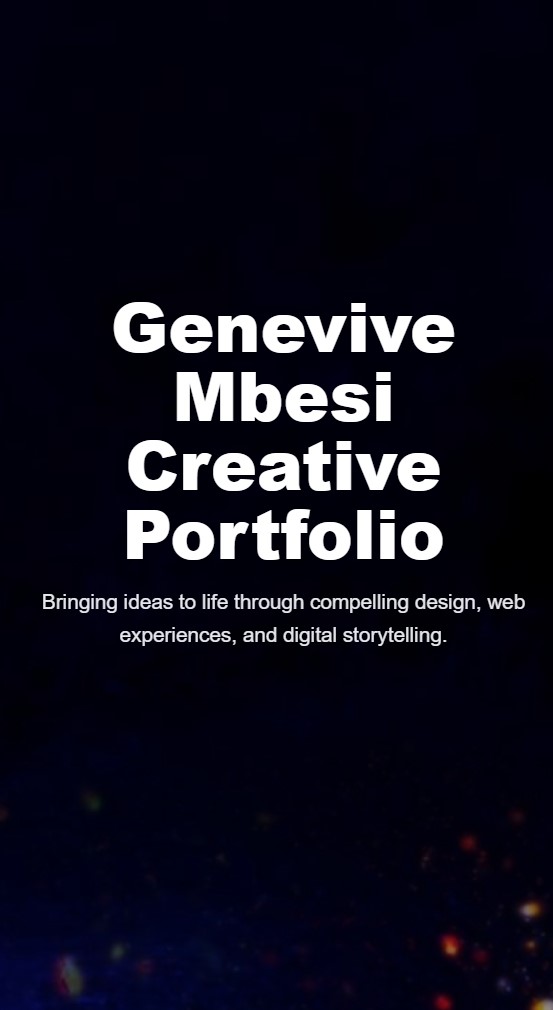 Genevive
Mbesi
Creative
Portfolio
Bringing ideas to life through compelling design, web
experiences, and digital storytelling.